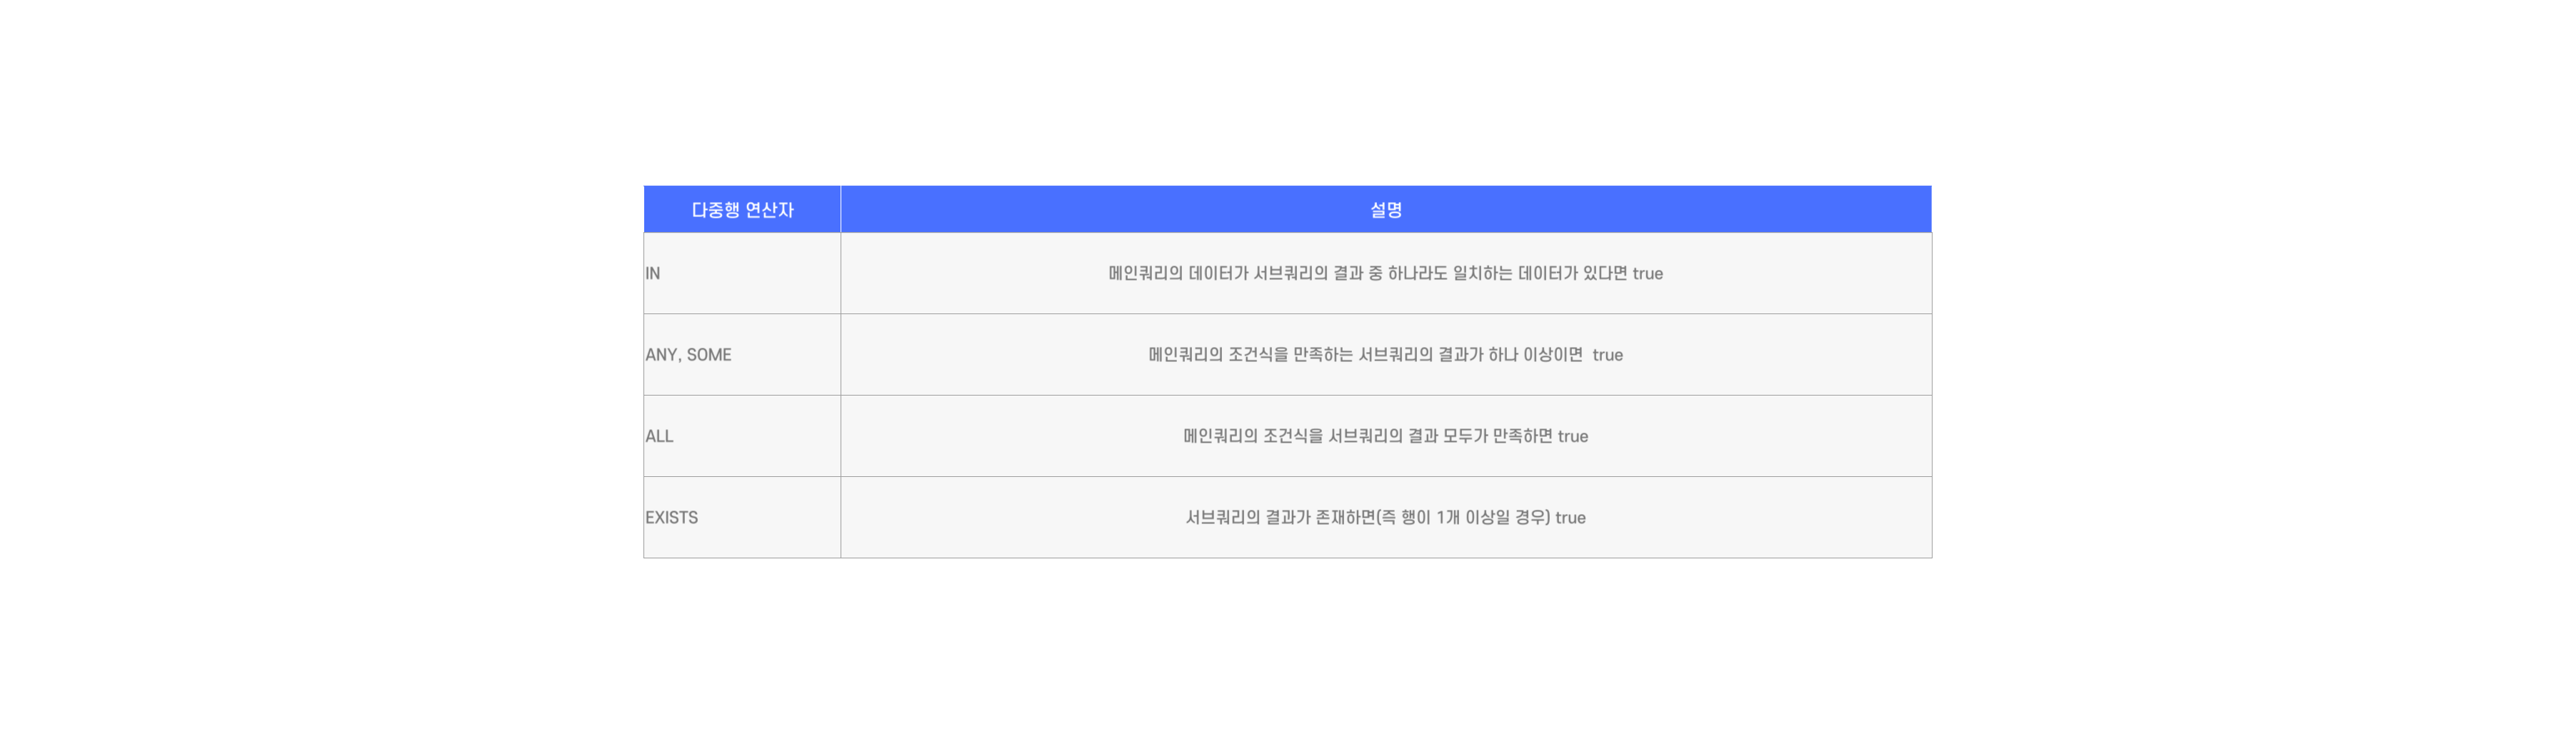 다중행 연산자 설명
IN 메인쿼리의 데이터가 서브쿼리의 결과 중 하나라도 일치하는 데이터가 있다면 true
ANY, SOME 메인쿼리의 조건식을 만족하는 서브쿼리의 결과가 하나 이상이면  true
ALL 메인쿼리의 조건식을 서브쿼리의 결과 모두가 만족하면 true
EXISTS 서브쿼리의 결과가 존재하면(즉 행이 1개 이상일 경우) true